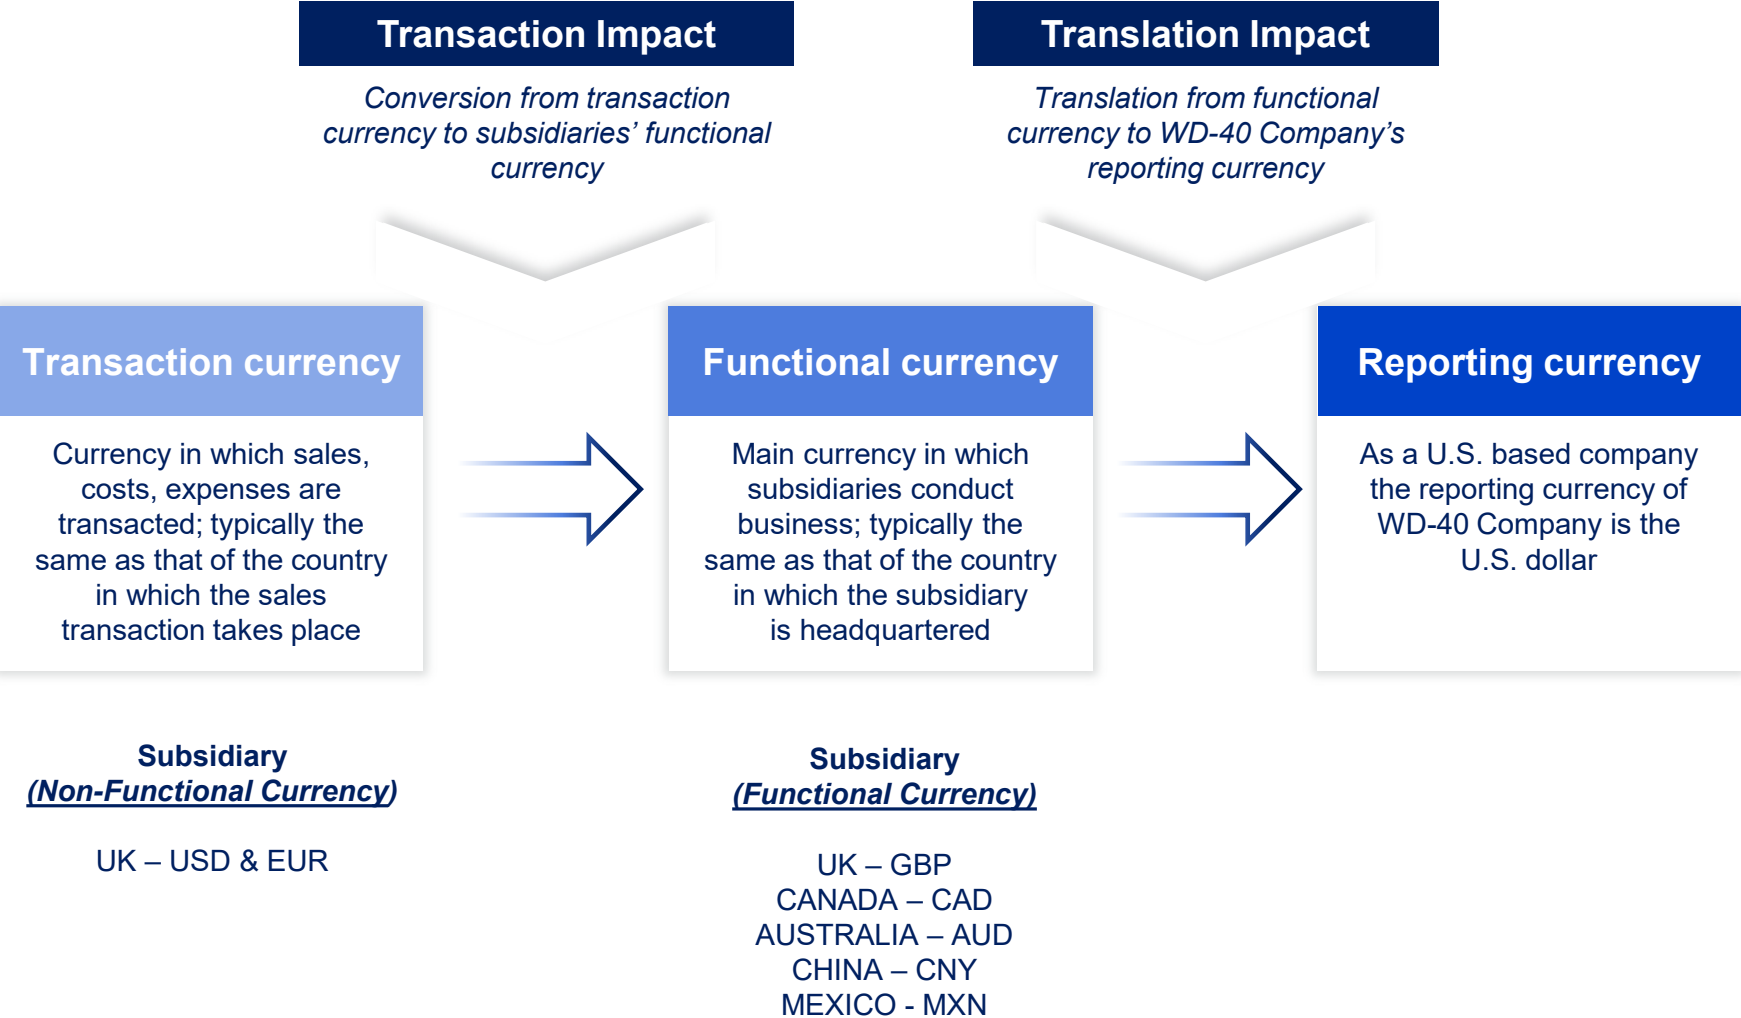 Transaction Impact
Conversion from transaction
currency to subsidiaries’ functional
currency
Translation Impact
Translation from functional
currency to WD-40 Company’s
reporting currency
Transaction currency
Currency in which sales,
costs, expenses are
transacted; typically the
same as that of the country
in which the sales
transaction takes place
Functional currency
Main currency in which
subsidiaries conduct
business; typically the
same as that of the country
in which the subsidiary
is headquartered
Reporting currency
As a U.S. based company
the reporting currency of
WD-40 Company is the
U.S. dollar
Subsidiary
(Non-Functional Currency)
UK – USD & EUR
Subsidiary
(Functional Currency)
UK – GBP
CANADA – CAD
AUSTRALIA – AUD
CHINA – CNY
MEXICO - MXN